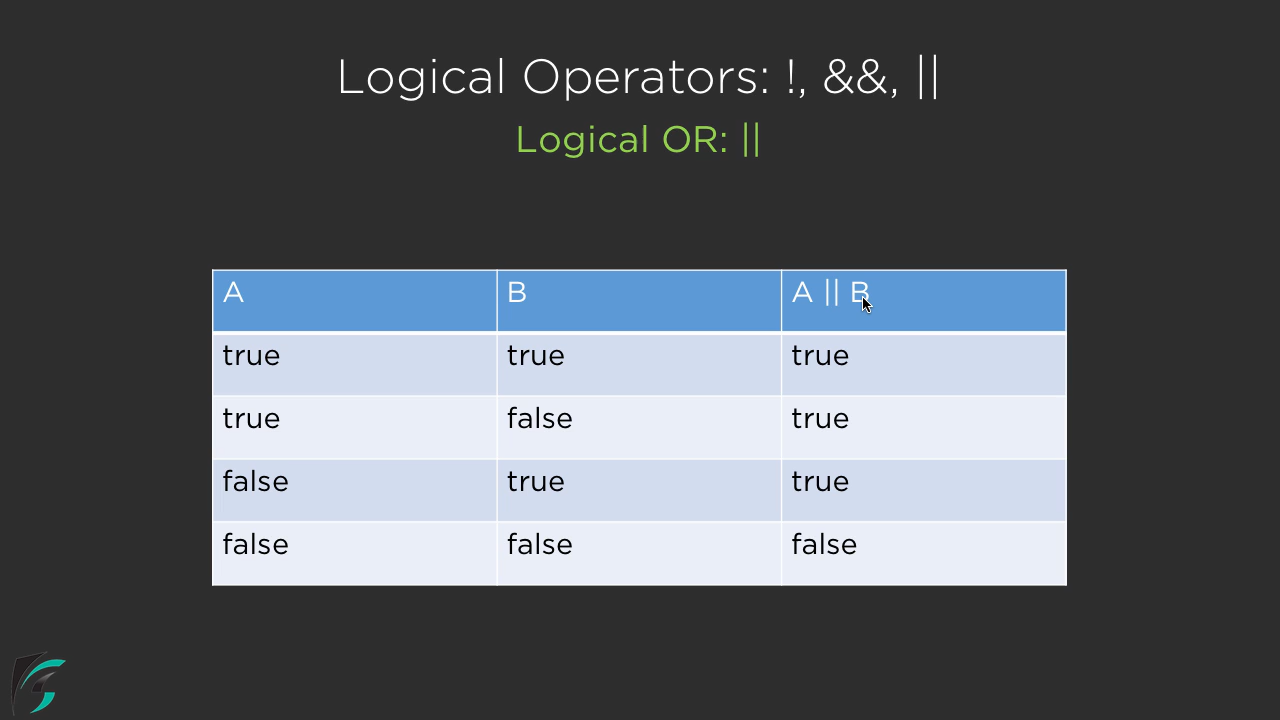 Logical Operators: !, &&, ||
Logical OR: ||
A B A || B
true true true
true false true
false true true
false false false